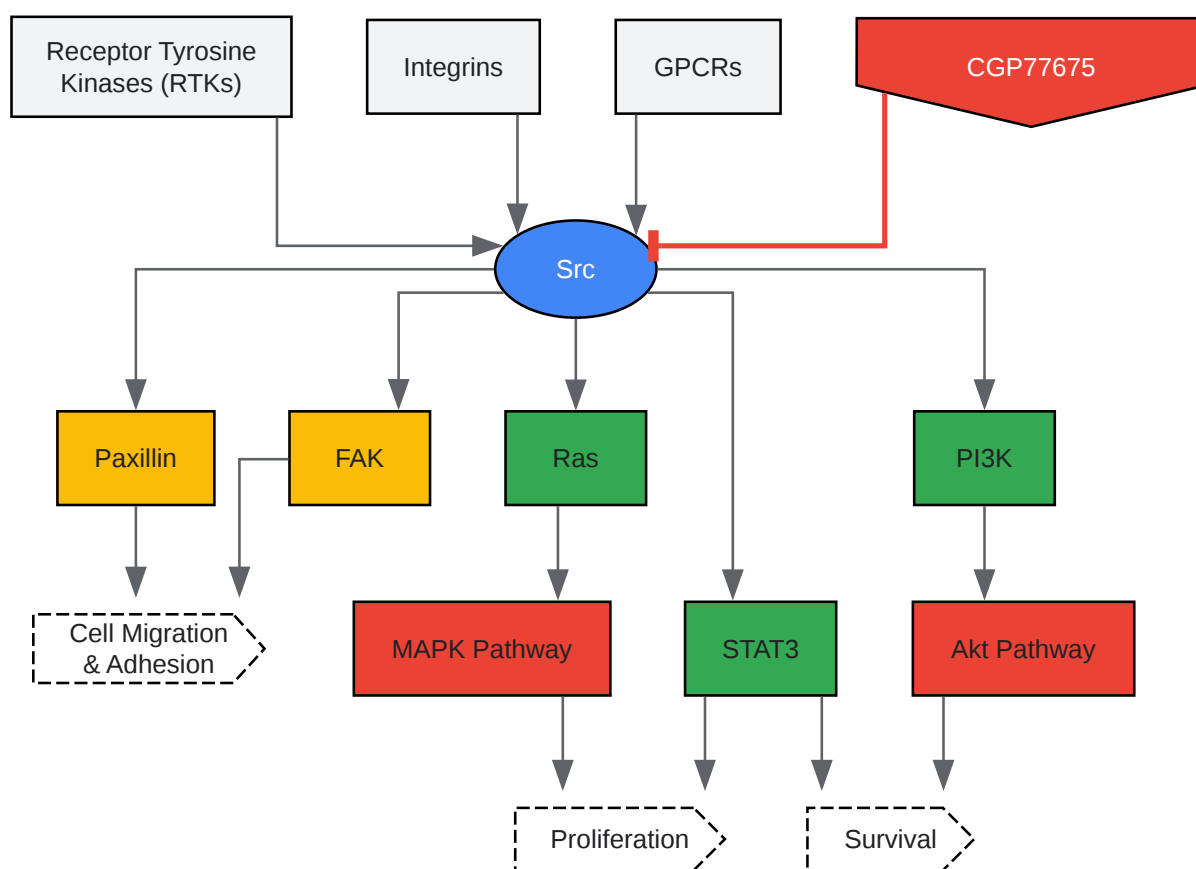 Receptor Tyrosine
Kinases (RTKs)
Integrins
GPCRs
CGP77675
Src
Paxillin
FAK
Ras
PI3K
Cell Migration
& Adhesion
MAPK Pathway
STAT3
Akt Pathway
Proliferation
Survival